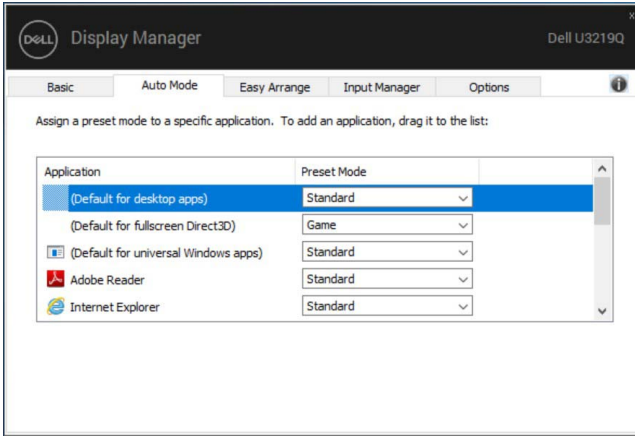 DELL Display Manager Dell U3219Q
Basic Auto Mode Easy Arrange Input Manager Options
Assign a preset mode to a specific application. To add an application, drag it to the list:
Application Preset Mode
(Default for desktop apps) Standard
(Default for fullscreen Direct3D) Game
(Default for universal Windows apps) Standard
Adobe Reader Standard
Internet Explorer Standard